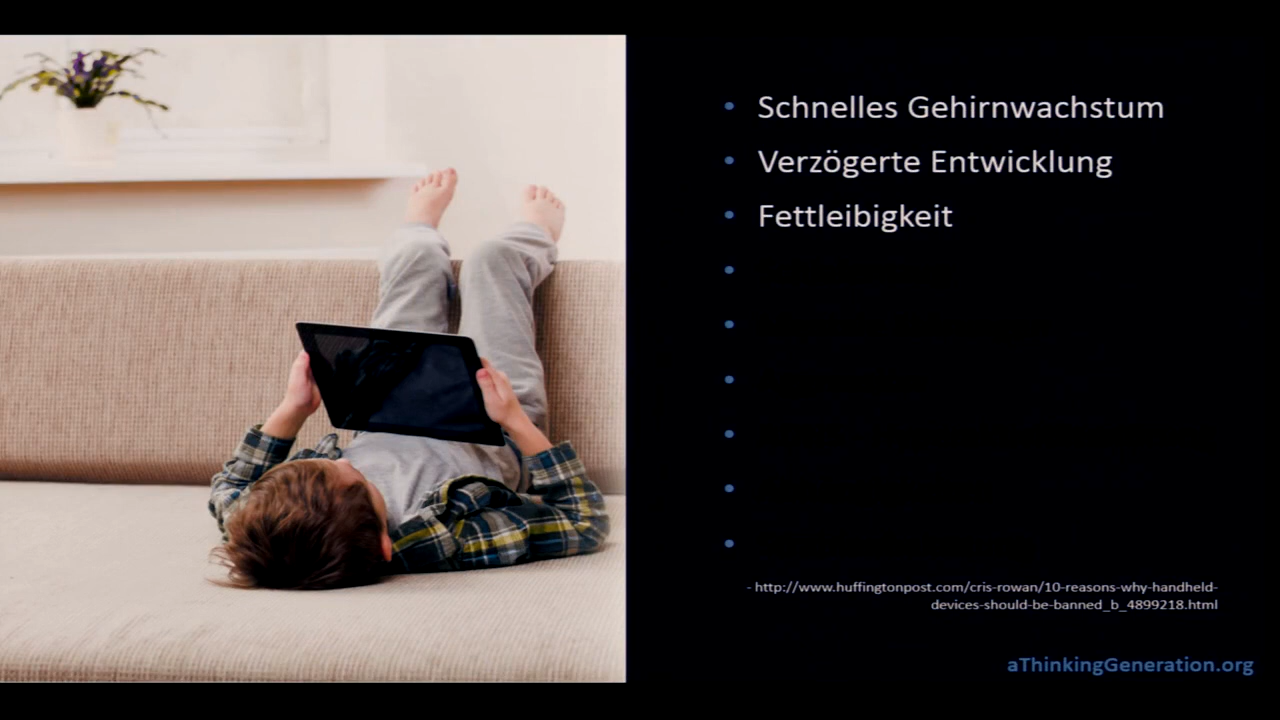 • Schnelles Gehirnwachstum
• Verzögerte Entwicklung
• Fettleibigkeit
•
•
•
•
•
•
- http://www.huffingtonpost.com/cris-rowan/10-reasons-why-handheld-
devices-should-be-banned_b_4899218.html
aThinkingGeneration.org